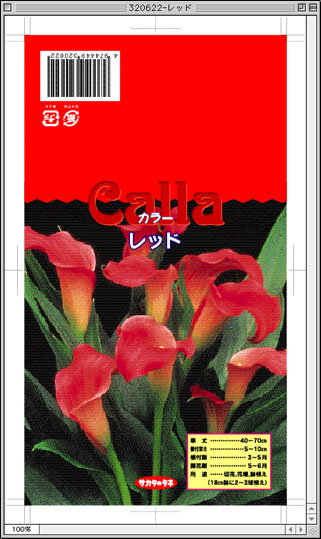 320622-レッド
4 974449 320622
Calla
カラー
レッド
草　丈 ……………40〜70㎝
植付深さ ……………5〜10㎝
植付期 ……………3〜5月
開花期 ……………5〜6月
用　途 ……切花、花壇、鉢植え
（18㎝鉢に2〜3球植え）
サカタのタネ
100%